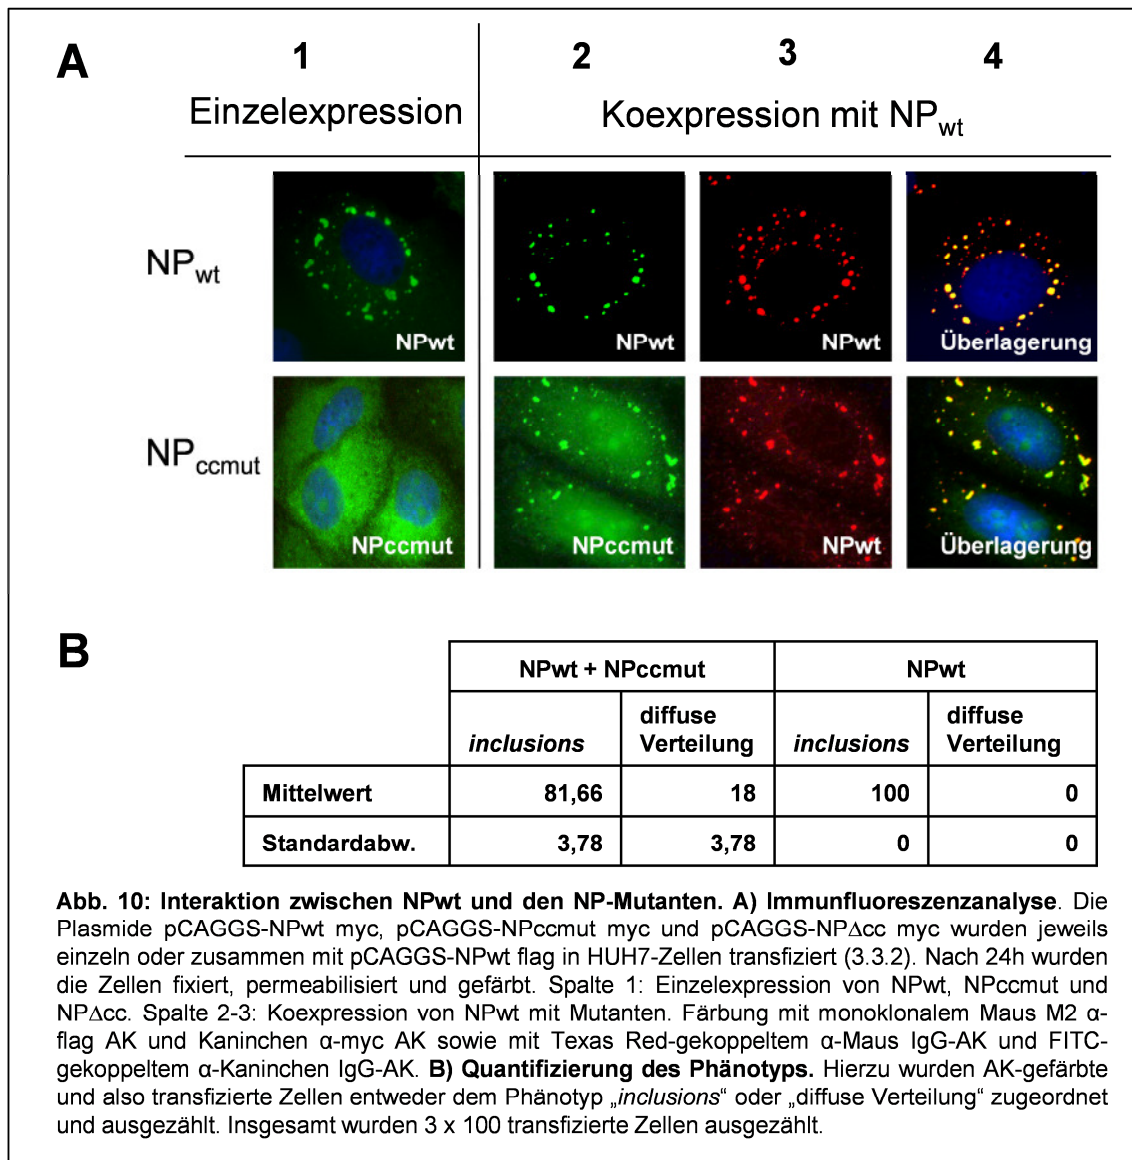 A
1
2
3
4
Einzelexpression
Koexpression mit NPwt
NPwt
NPwt
NPwt
NPwt
Überlagerung
NPccmut
NPccmut
NPccmut
NPwt
Überlagerung
B
NPwt + NPccmut
NPwt
inclusions
diffuse
Verteilung
inclusions
diffuse
Verteilung
Mittelwert
81,66
18
100
0
Standardabw.
3,78
3,78
0
0
Abb. 10: Interaktion zwischen NPwt und den NP-Mutanten. A) Immunfluoreszenzanalyse. Die
Plasmide pCAGGS-NPwt myc, pCAGGS-NPccmut myc und pCAGGS-NPΔcc myc wurden jeweils
einzeln oder zusammen mit pCAGGS-NPwt flag in HUH7-Zellen transfiziert (3.3.2). Nach 24h wurden
die Zellen fixiert, permeabilisiert und gefärbt. Spalte 1: Einzelexpression von NPwt, NPccmut und
NPΔcc. Spalte 2-3: Koexpression von NPwt mit Mutanten. Färbung mit monoklonalem Maus M2 α-
flag AK und Kaninchen α-myc AK sowie mit Texas Red-gekoppeltem α-Maus IgG-AK und FITC-
gekoppeltem α-Kaninchen IgG-AK. B) Quantifizierung des Phänotyps. Hierzu wurden AK-gefärbte
und also transfizierte Zellen entweder dem Phänotyp „inclusions“ oder „diffuse Verteilung“ zugeordnet
und ausgezählt. Insgesamt wurden 3 x 100 transfizierte Zellen ausgezählt.